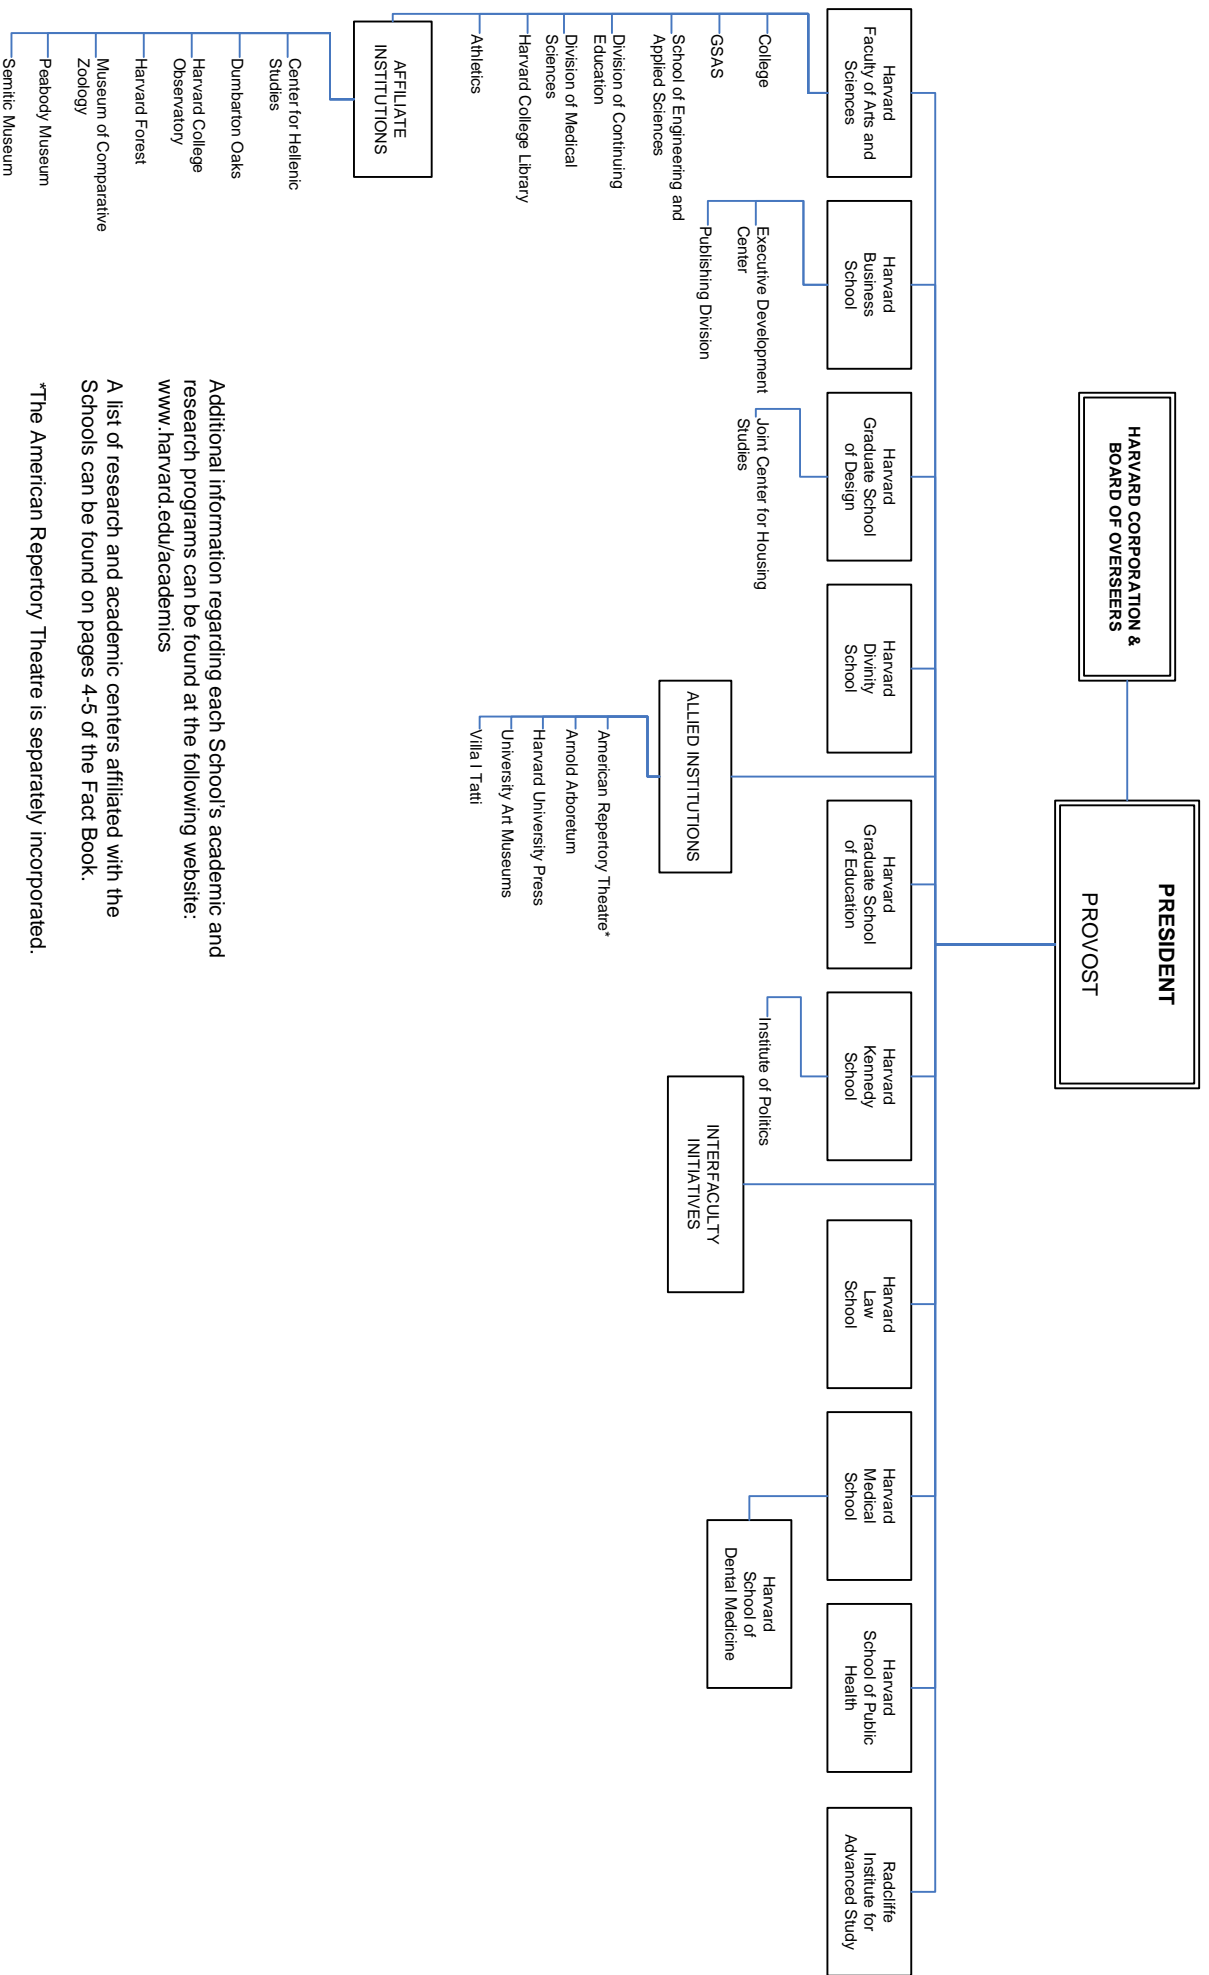 HARVARD CORPORATION &
BOARD OF OVERSEERS
PRESIDENT
PROVOST
Harvard
Faculty of Arts and
Sciences
College
GSAS
School of Engineering and
Applied Sciences
Division of Continuing
Education
Division of Medical
Sciences
Harvard College Library
Athletics
AFFILIATE
INSTITUTIONS
Center for Hellenic
Studies
Dumbarton Oaks
Harvard College
Observatory
Harvard Forest
Museum of Comparative
Zoology
Peabody Museum
Semitic Museum
Harvard
Business
School
Executive Development
Center
Publishing Division
Harvard
Graduate School
of Design
Joint Center for Housing
Studies
Harvard
Divinity
School
ALLIED INSTITUTIONS
American Repertory Theatre*
Arnold Arboretum
Harvard University Press
University Art Museums
Villa I Tatti
Harvard
Graduate School
of Education
Harvard
Kennedy
School
Institute of Politics
INTERFACULTY
INITIATIVES
Harvard
Law
School
Harvard
Medical
School
Harvard
School of
Dental Medicine
Harvard
School of Public
Health
Radcliffe
Institute for
Advanced Study
Additional information regarding each School's academic and
research programs can be found at the following website:
www.harvard.edu/academics
A list of research and academic centers affiliated with the
Schools can be found on pages 4-5 of the Fact Book.
*The American Repertory Theatre is separately incorporated.